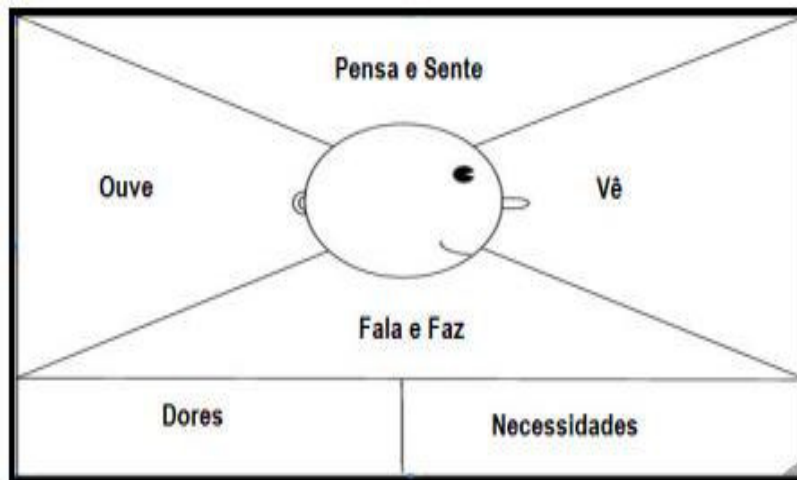 Pensa e Sente
Ouve
Vê
Fala e Faz
Dores
Necessidades